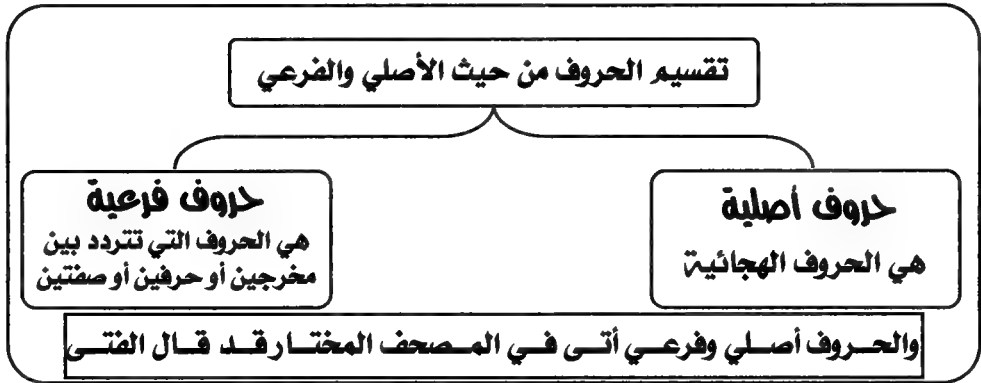 تقسيم الحروف من حيث الأصلي والفرعي
حروف أصلية
هي الحروف الهجائية
حروف فرعية
هي الحروف التي تتردد بين
مخرجين أو حرفين أو صفتين
والحروف أصلي وفرعي أتى في المصحف المختار قد قال الفتى